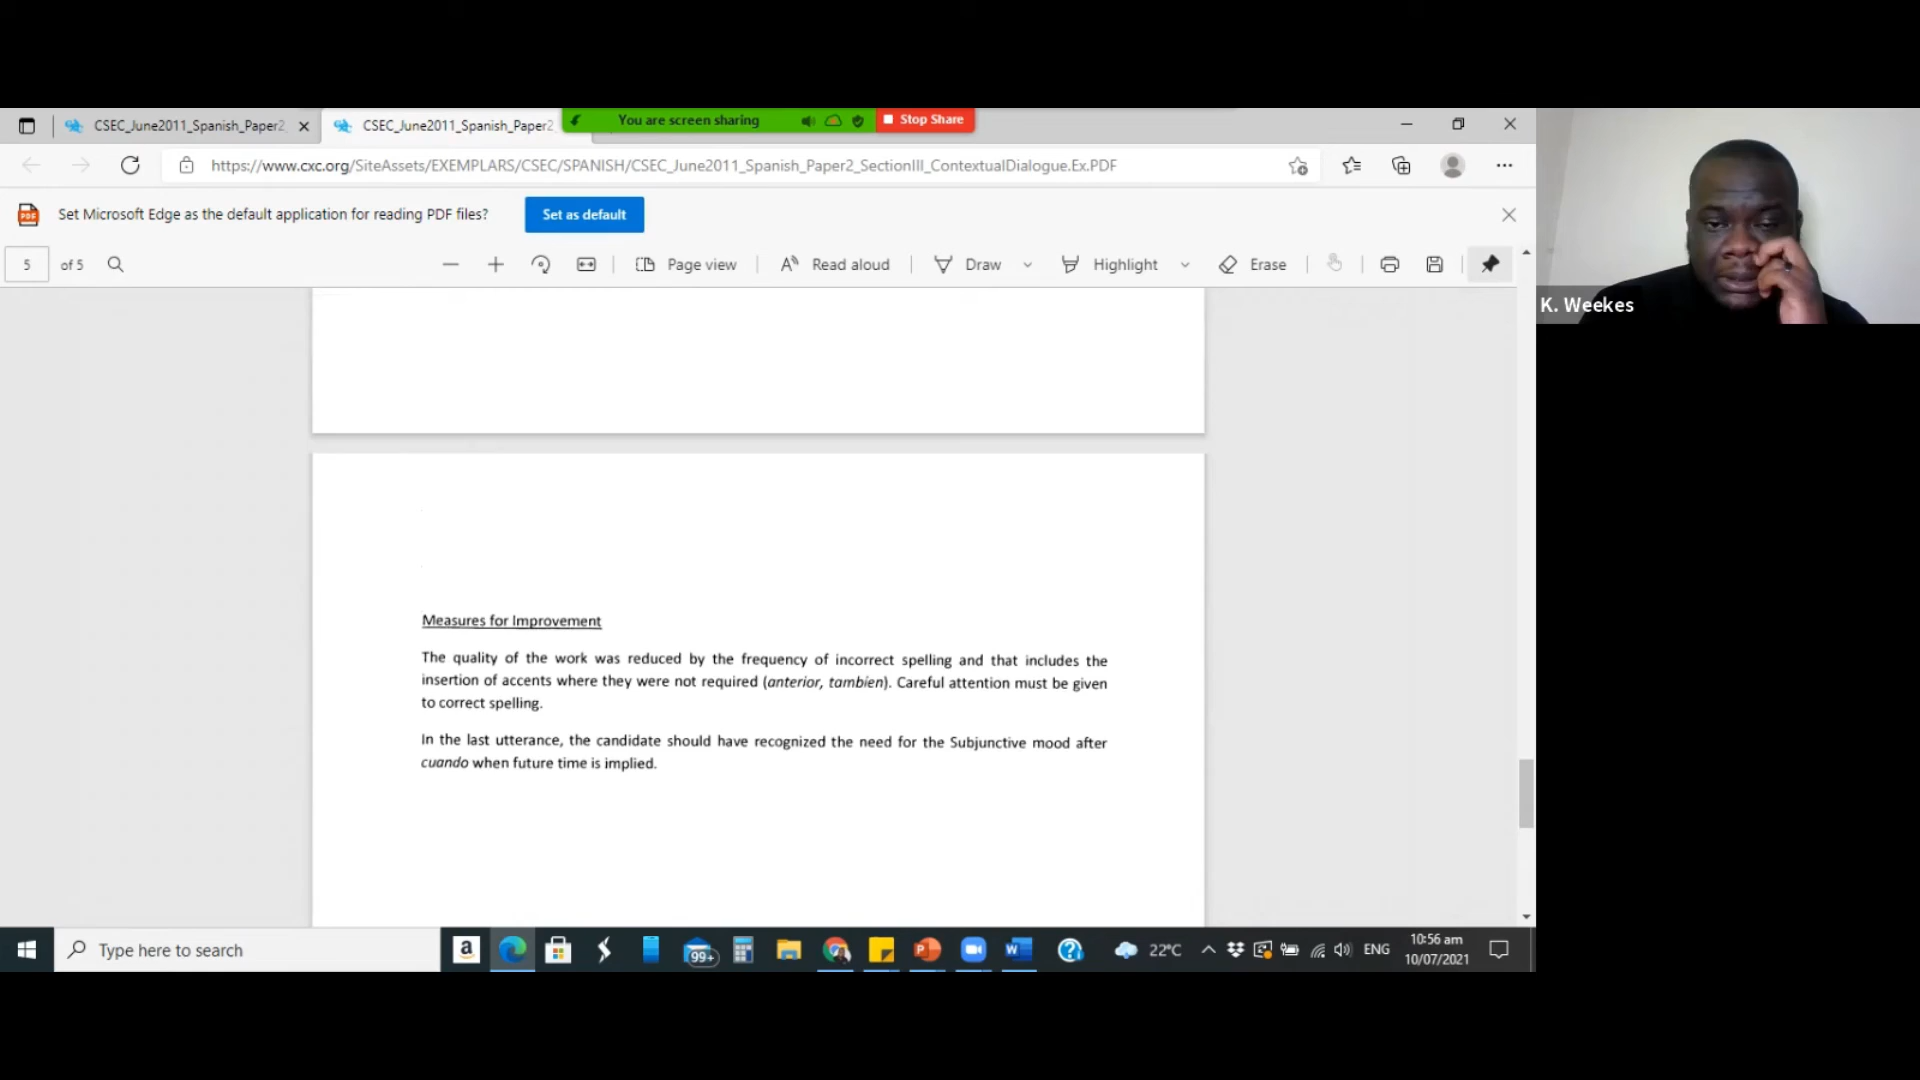 CSEC_June2011_Spanish_Paper2_
CSEC_June2011_Spanish_Paper2_
You are screen sharing
Stop Share
https://www.cxc.org/SiteAssets/EXEMPLARS/CSEC/SPANISH/CSEC_June2011_Spanish_Paper2_SectionIII_ContextualDialogue.Ex.PDF
PDF
Set Microsoft Edge as the default application for reading PDF files?
Set as default
5 of 5
Page view
Read aloud
Draw
Highlight
Erase
K. Weekes
Measures for Improvement
The quality of the work was reduced by the frequency of incorrect spelling and that includes the
insertion of accents where they were not required (anterior, tambien). Careful attention must be given
to correct spelling.
In the last utterance, the candidate should have recognized the need for the Subjunctive mood after
cuando when future time is implied.
Type here to search
99+
22°C
ENG
10:56 am
10/07/2021